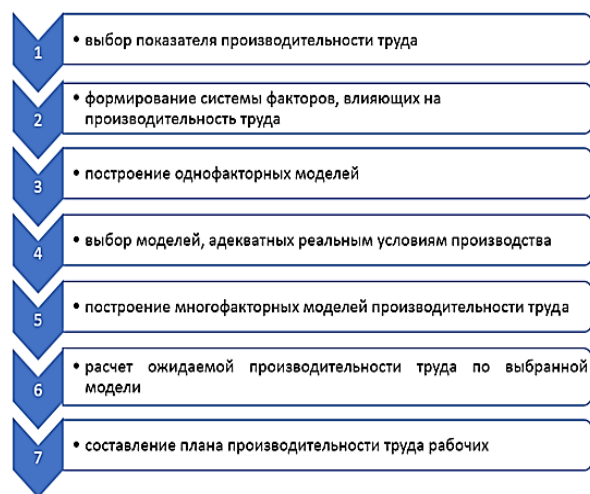 1
• выбор показателя производительности труда
2
• формирование системы факторов, влияющих на
производительность труда
3
• построение однофакторных моделей
4
• выбор моделей, адекватных реальным условиям производства
5
• построение многофакторных моделей производительности труда
6
• расчет ожидаемой производительности труда по выбранной
модели
7
• составление плана производительности труда рабочих